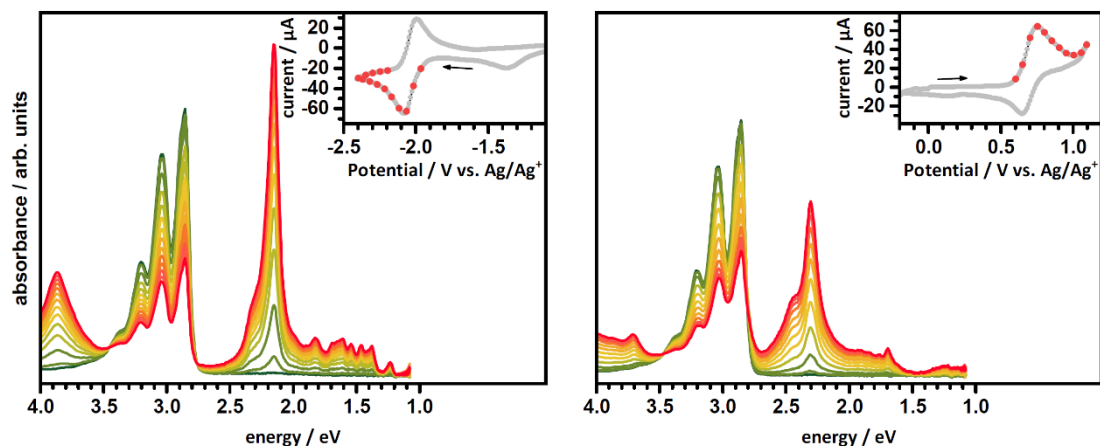 absorbance / arb. units
current / µA
20
0
-20
-40
-60
-2.5 -2.0 -1.5
Potential / V vs. Ag/Ag⁺
4.0 3.5 3.0 2.5 2.0 1.5 1.0
energy / eV
current / µA
60
40
20
0
-20
0.0 0.5 1.0
Potential / V vs. Ag/Ag⁺
4.0 3.5 3.0 2.5 2.0 1.5 1.0
energy / eV